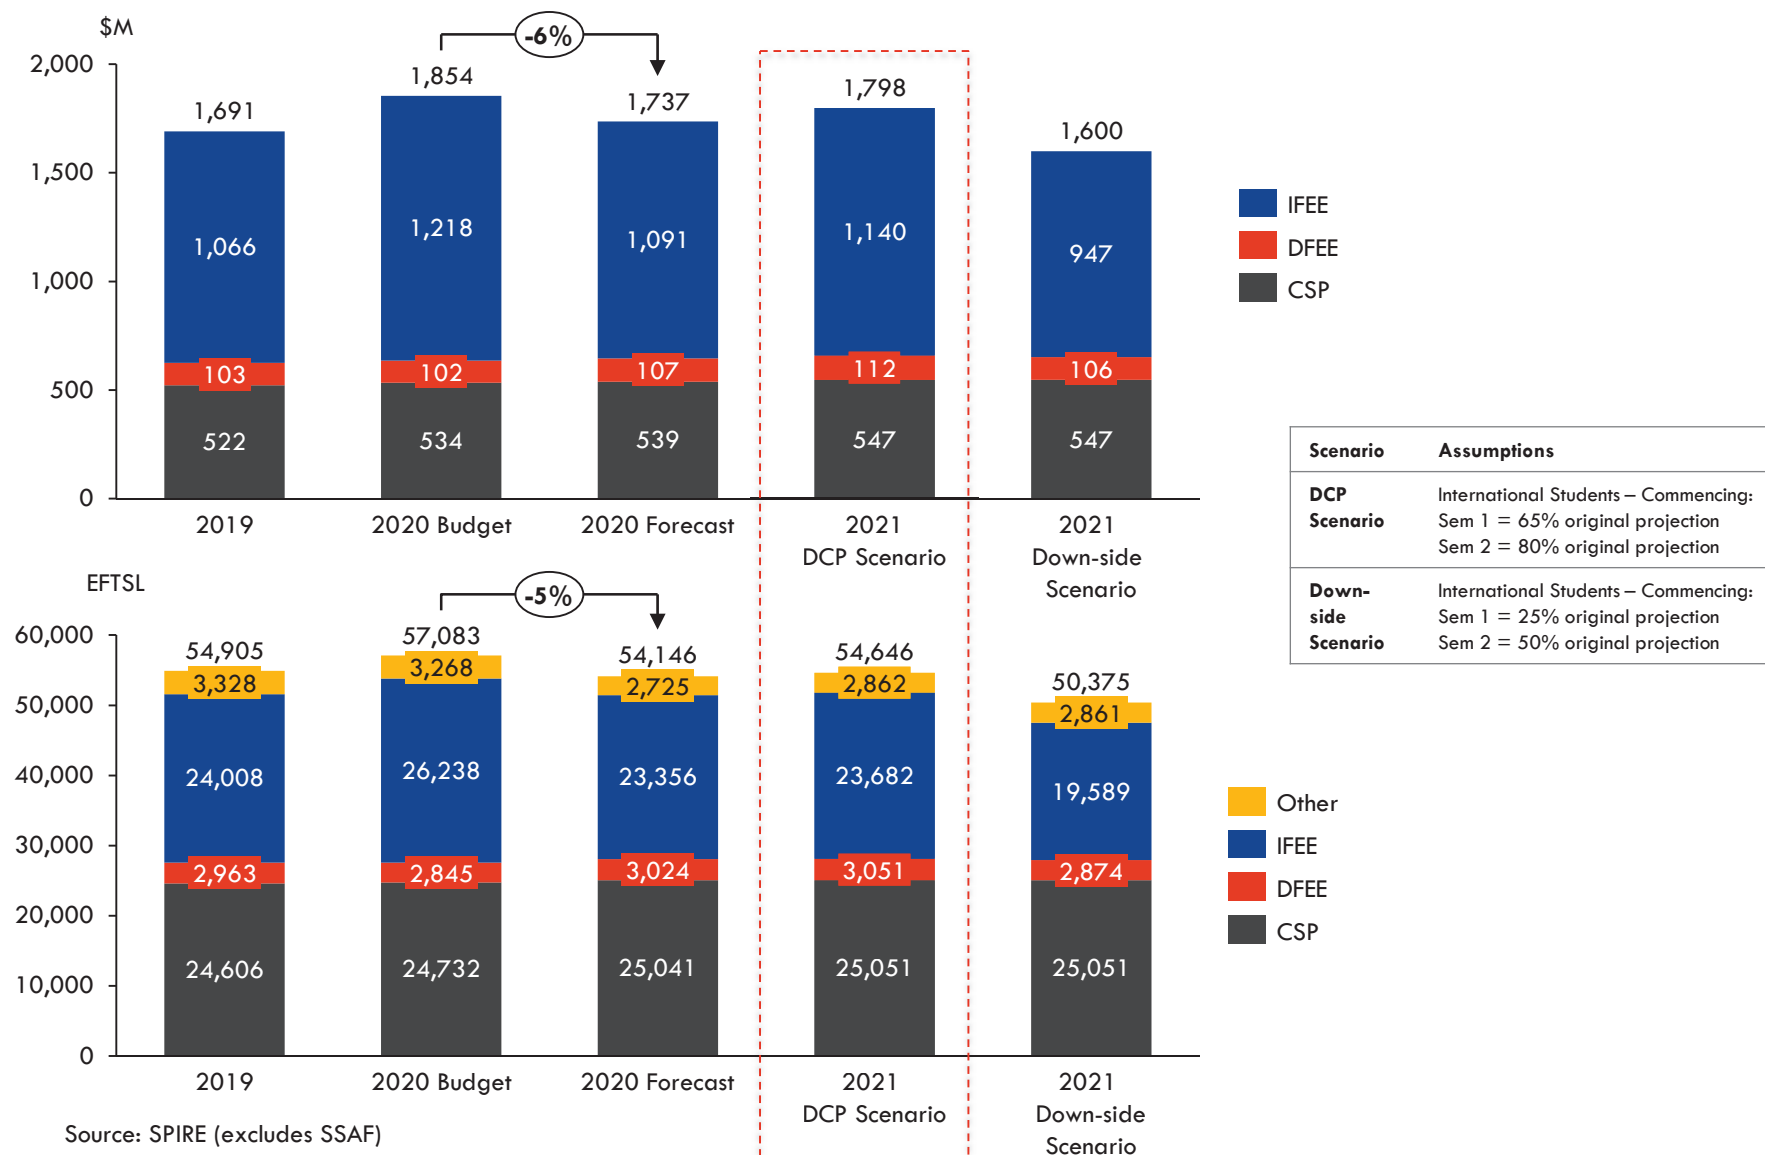 $M
-6%
2,000
1,500
1,000
500
0
1,691
1,066
103
522
1,854
1,218
102
534
1,737
1,091
107
539
1,798
1,140
112
547
1,600
947
106
547
2019
2020 Budget
2020 Forecast
2021
DCP Scenario
2021
Down-side
Scenario
IFEE
DFEE
CSP
Scenario Assumptions
DCP International Students – Commencing:
Scenario Sem 1 = 65% original projection
Sem 2 = 80% original projection
Down- International Students – Commencing:
side Sem 1 = 25% original projection
Scenario Sem 2 = 50% original projection
EFTSL
-5%
60,000
50,000
40,000
30,000
20,000
10,000
0
54,905
3,328
24,008
2,963
24,606
57,083
3,268
26,238
2,845
24,732
54,146
2,725
23,356
3,024
25,041
54,646
2,862
23,682
3,051
25,051
50,375
2,861
19,589
2,874
25,051
2019
2020 Budget
2020 Forecast
2021
DCP Scenario
2021
Down-side
Scenario
Other
IFEE
DFEE
CSP
Source: SPIRE (excludes SSAF)